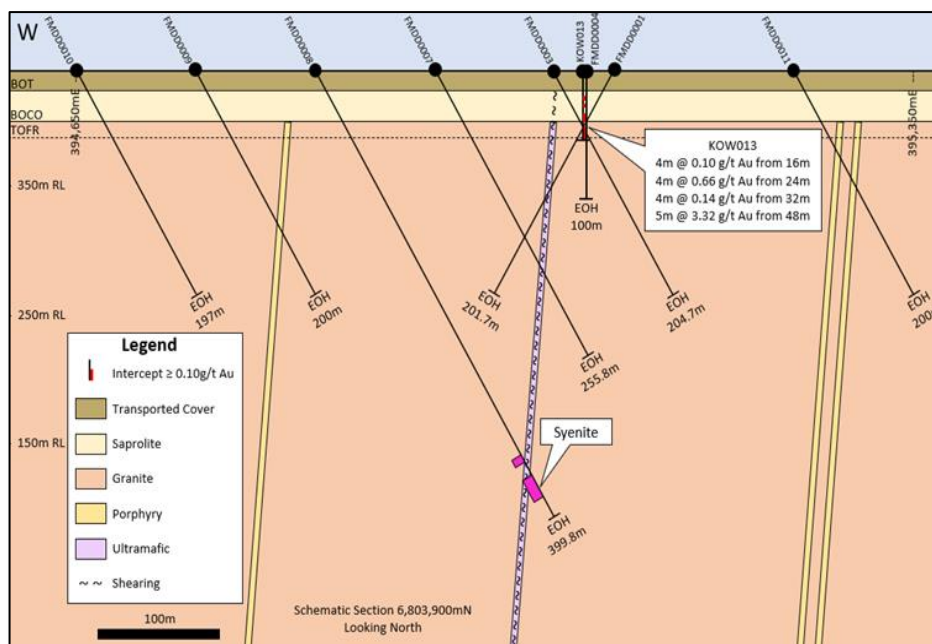 W
FMDD0010
FMDD0009
FMDD0008
FMDD0007
FMDD0003
KOW013
FMDD0004
FMDD0001
FMDD0011
BOT
BOCO
TOFR
394,650mE
395,350mE
KOW013
4m @ 0.10 g/t Au from 16m
4m @ 0.66 g/t Au from 24m
4m @ 0.14 g/t Au from 32m
5m @ 3.32 g/t Au from 48m
350m RL
EOH
100m
EOH
197m
EOH
200m
EOH
201.7m
EOH
204.7m
EOH
200m
250m RL
EOH
255.8m
Legend
Intercept ≥ 0.10g/t Au
Transported Cover
Saprolite
Granite
Porphyry
Ultramafic
Shearing
150m RL
Syenite
EOH
399.8m
100m
Schematic Section 6,803,900mN
Looking North